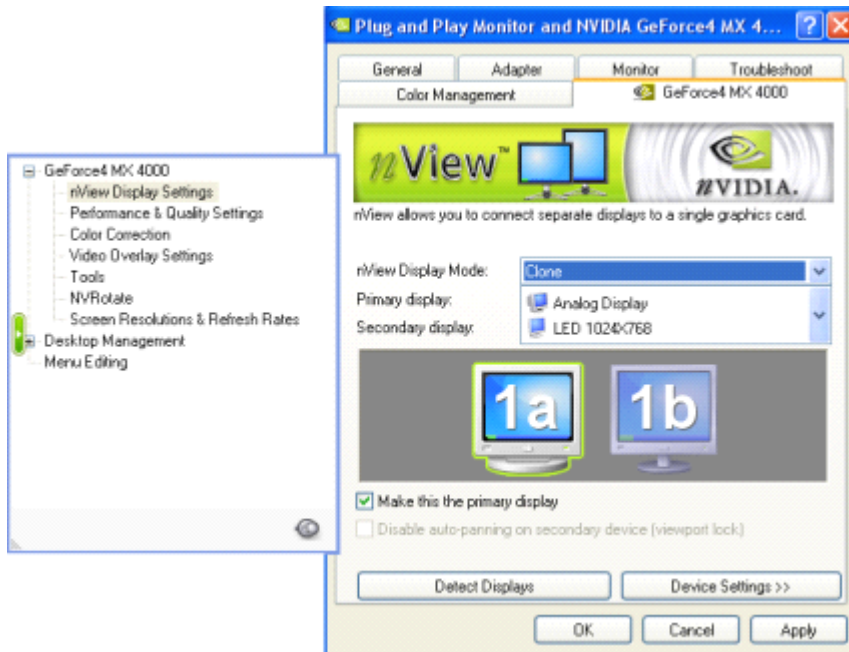 Plug and Play Monitor and NVIDIA GeForce4 MX 4...
General Adapter Monitor Troubleshoot
Color Management GeForce4 MX 4000
nView™ NVIDIA.
nView allows you to connect separate displays to a single graphics card.
nView Display Mode: Clone
Primary display: Analog Display
Secondary display: LED 1024X768
1a 1b
Make this the primary display
Disable auto-panning on secondary device (viewport lock)
Detect Displays Device Settings >>
OK Cancel Apply
GeForce4 MX 4000
nView Display Settings
Performance & Quality Settings
Color Correction
Video Overlay Settings
Tools
NVRotate
Screen Resolutions & Refresh Rates
Desktop Management
Menu Editing